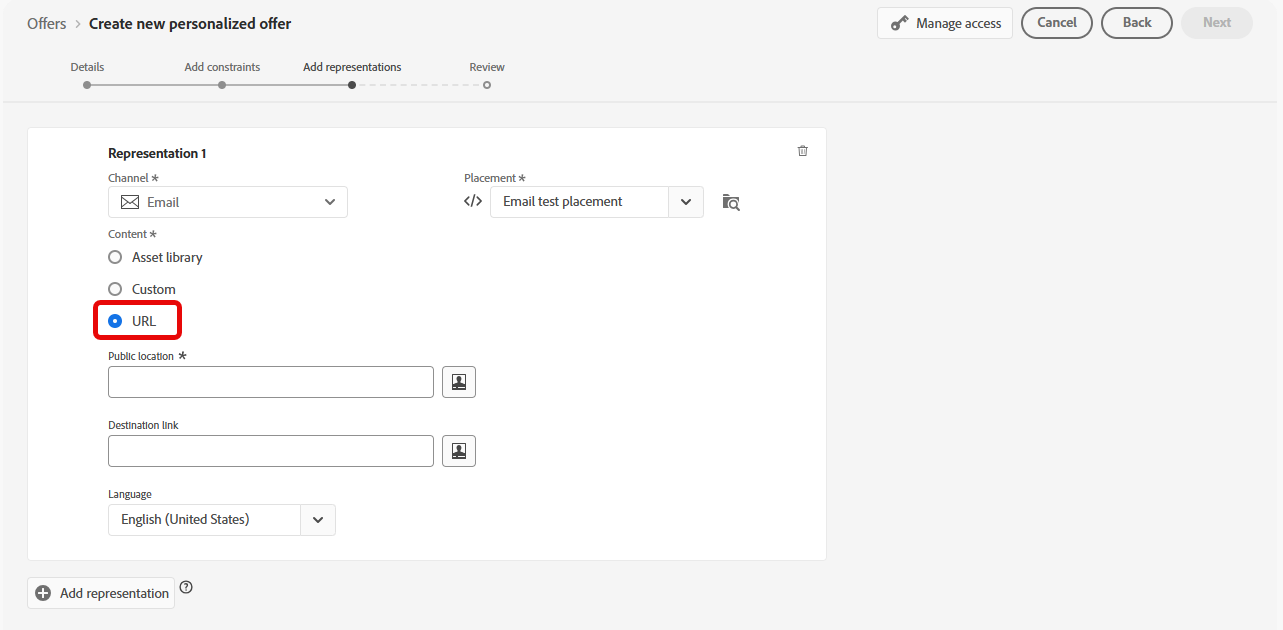 Offers > Create new personalized offer
Manage access
Cancel
Back
Next
Details
Add constraints
Add representations
Review
Representation 1
Channel *
Placement *
Email
</> Email test placement
Content *
Asset library
Custom
URL
Public location *
Destination link
Language
English (United States)
Add representation ?